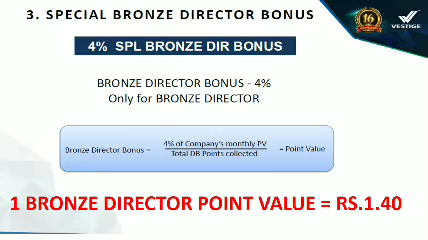 3. SPECIAL BRONZE DIRECTOR BONUS
16
VESTIGE
4% SPL BRONZE DIR BONUS
BRONZE DIRECTOR BONUS - 4%
Only for BRONZE DIRECTOR
Bronze Director Bonus = 4% of Company's monthly PV = Point Value
Total DB Points collected
1 BRONZE DIRECTOR POINT VALUE = RS.1.40